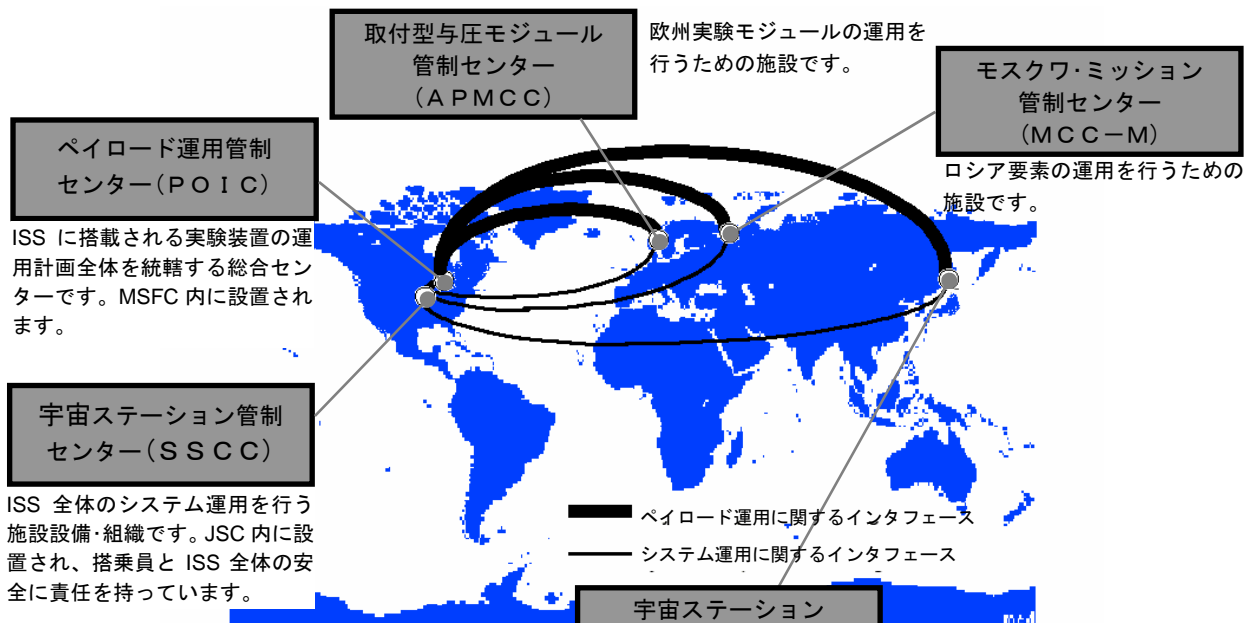 取付型与圧モジュール
管制センター
(ＡＰＭＣＣ)
欧州実験モジュールの運用を
行うための施設です。
モスクワ･ミッション
管制センター
(ＭＣＣ－Ｍ)
ロシア要素の運用を行うための
施設です。
ペイロード運用管制
センター(ＰＯＩＣ)
ISS に搭載される実験装置の運
用計画全体を統轄する総合セン
ターです。MSFC 内に設置され
ます。
宇宙ステーション管制
センター(ＳＳＣＣ)
ISS 全体のシステム運用を行う
施設設備･組織です。JSC 内に設
置され、搭乗員と ISS 全体の安
全に責任を持っています。
ペイロード運用に関するインタフェース
システム運用に関するインタフェース
宇宙ステーション